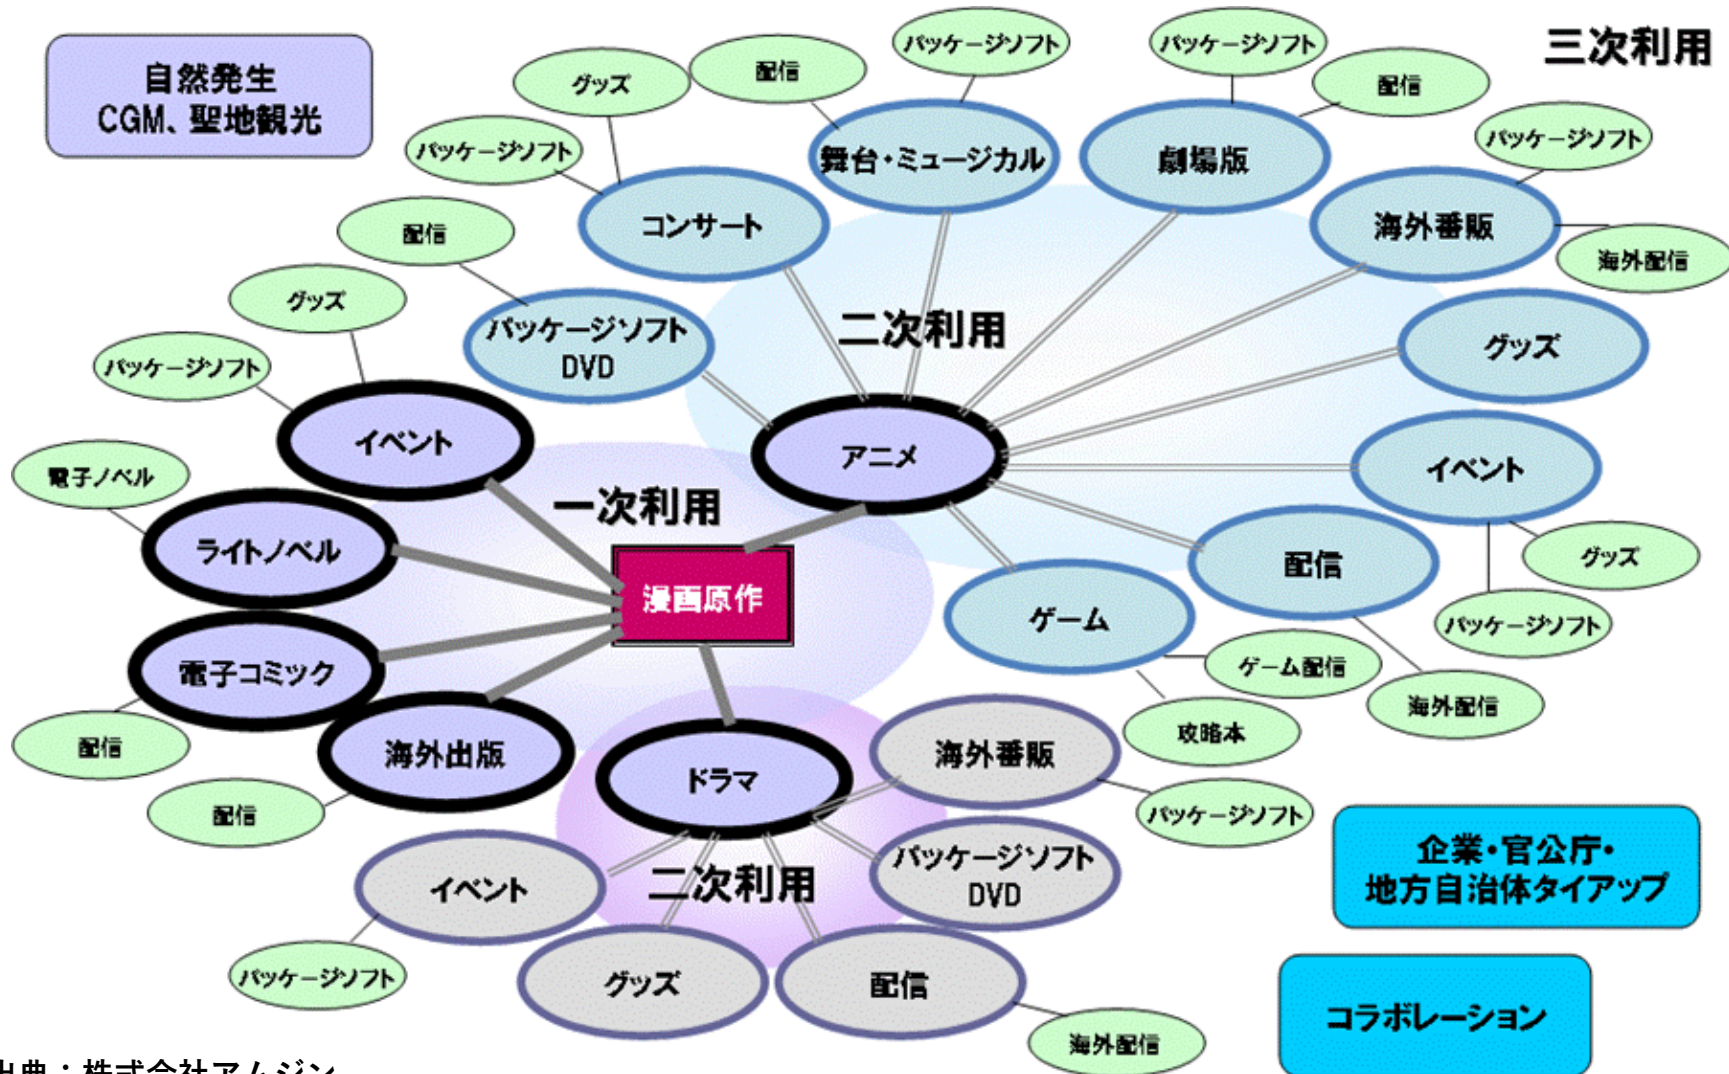 自然発生
CGM、聖地観光
三次利用
パッケージソフト
パッケージソフト
グッズ
配信
配信
パッケージソフト
パッケージソフト
舞台・ミュージカル
劇場版
コンサート
海外番販
配信
海外配信
グッズ
パッケージソフト
DVD
二次利用
グッズ
パッケージソフト
イベント
アニメ
イベント
電子ノベル
一次利用
ライトノベル
グッズ
配信
漫画原作
ゲーム
パッケージソフト
ゲーム配信
電子コミック
海外配信
配信
攻略本
海外出版
海外番販
ドラマ
配信
パッケージソフト
パッケージソフト
DVD
企業・官公庁・
地方自治体タイアップ
イベント
二次利用
パッケージソフト
グッズ
配信
コラボレーション
海外配信
出典：株式会社アムジン